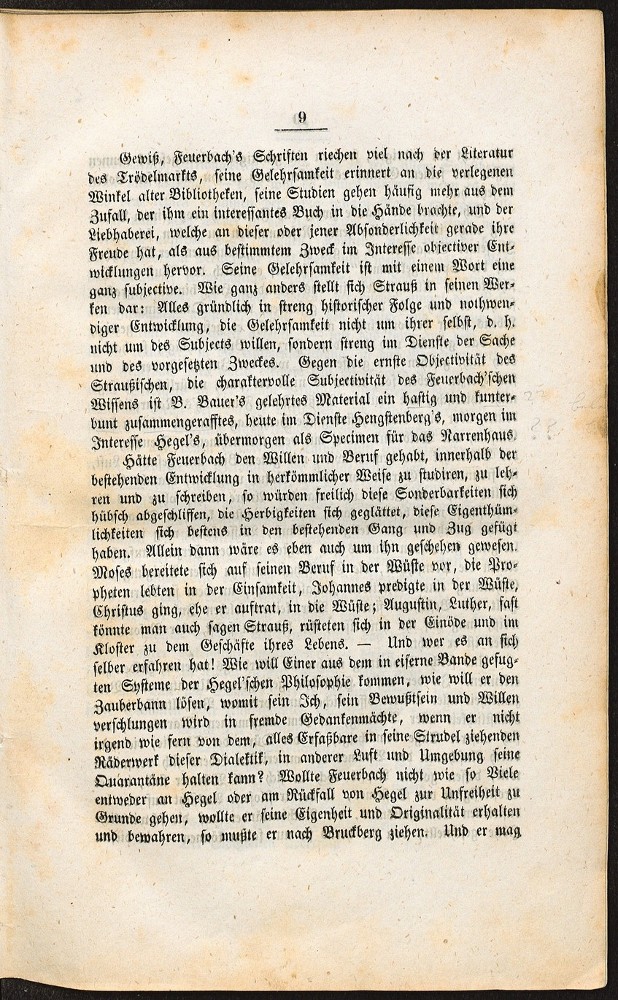 9
Gewiß, Feuerbach's Schriften riechen viel nach der Literatur
des Trödelmarkts, seine Gelehrsamkeit erinnert an die verlegenen
Winkel alter Bibliotheken, seine Studien gehen häufig mehr aus dem
Zufall, der ihm ein interessantes Buch in die Hände brachte, und der
Liebhaberei, welche an dieser oder jener Absonderlichkeit gerade ihre
Freude hat, als aus bestimmtem Zweck im Interesse objectiver Ent-
wicklungen hervor. Seine Gelehrsamkeit ist mit einem Wort eine
ganz subjective. Wie ganz anders stellt sich Strauß in seinen Wer-
ken dar: Alles gründlich in streng historischer Folge und nothwen-
diger Entwicklung, die Gelehrsamkeit nicht um ihrer selbst, d. h.
nicht um des Subjects willen, sondern streng im Dienste der Sache
und des vorgesetzten Zweckes. Gegen die ernste Objectivität des
Straußischen, die charaktervolle Subjectivität des Feuerbach'schen
Wissens ist B. Bauer's gelehrtes Material ein hastig und kunter-
bunt zusammengerafftes, heute im Dienste Hengstenberg's, morgen im
Interesse Hegel's, übermorgen als Specimen für das Narrenhaus.
Hätte Feuerbach den Willen und Beruf gehabt, innerhalb der
bestehenden Entwicklung in herkömmlicher Weise zu studiren, zu leh-
ren und zu schreiben, so würden freilich diese Sonderbarkeiten sich
hübsch abgeschliffen, die Herbigkeiten sich geglättet, diese Eigenthüm-
lichkeiten sich bestens in den bestehenden Gang und Zug gefügt
haben. Allein dann wäre es eben auch um ihn geschehen gewesen.
Moses bereitete sich auf seinen Beruf in der Wüste vor, die Pro-
pheten lebten in der Einsamkeit, Johannes predigte in der Wüste,
Christus ging, ehe er auftrat, in die Wüste; Augustin, Luther, fast
könnte man auch sagen Strauß, rüsteten sich in der Einöde und im
Kloster zu dem Geschäfte ihres Lebens. — Und wer es an sich
selber erfahren hat! Wie will Einer aus dem in eiserne Bande gefug-
ten Systeme der Hegel'schen Philosophie kommen, wie will er den
Zauberbann lösen, womit sein Ich, sein Bewußtsein und Willen
verschlungen wird in fremde Gedankenmächte, wenn er nicht
irgend wie fern von dem, alles Erfaßbare in seine Strudel ziehenden
Räderwerk dieser Dialektik, in anderer Luft und Umgebung seine
Quarantäne halten kann? Wollte Feuerbach nicht wie so Viele
entweder an Hegel oder am Rückfall von Hegel zur Unfreiheit zu
Grunde gehen, wollte er seine Eigenheit und Originalität erhalten
und bewahren, so mußte er nach Bruckberg ziehen. Und er mag